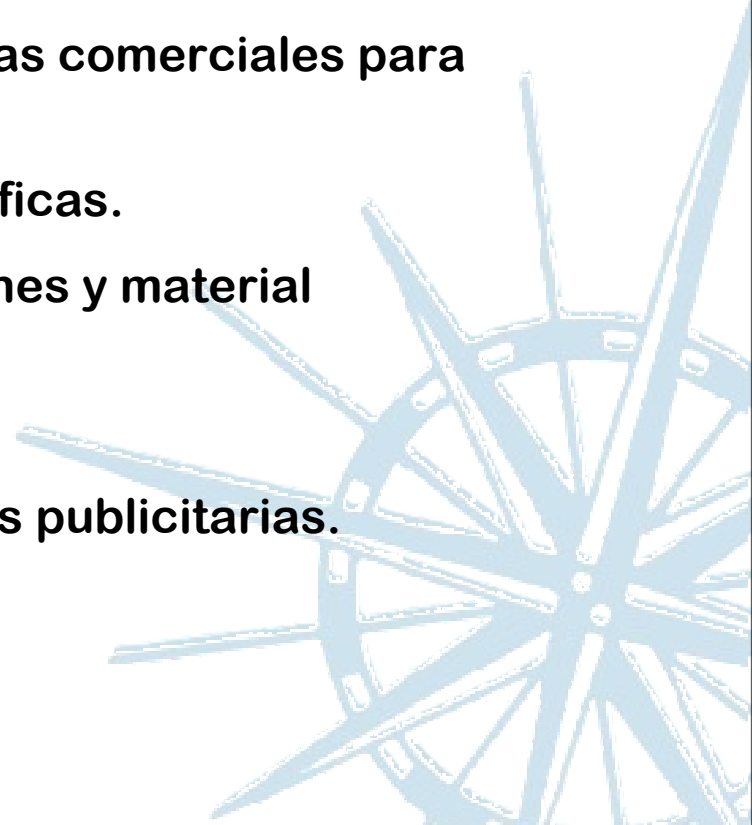 as comerciales para
ficas.
nes y material
s publicitarias.